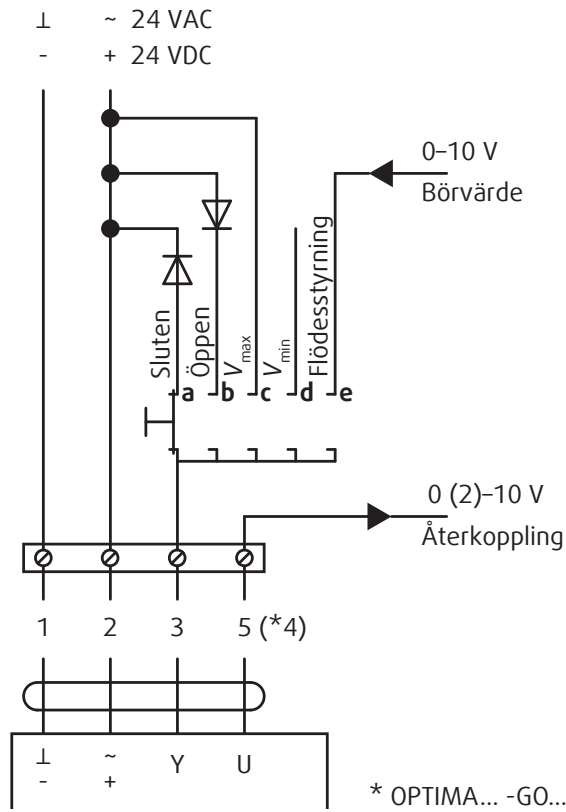 ⊥ ~ 24 VAC
- + 24 VDC
0–10 V
Börvärde
Sluten
Öppen
Vmax
Vmin
Flödesstyrning
a b c d e
0 (2)–10 V
Återkoppling
1 2 3 5 (*4)
⊥ ~ Y U
- +
* OPTIMA... -GO...